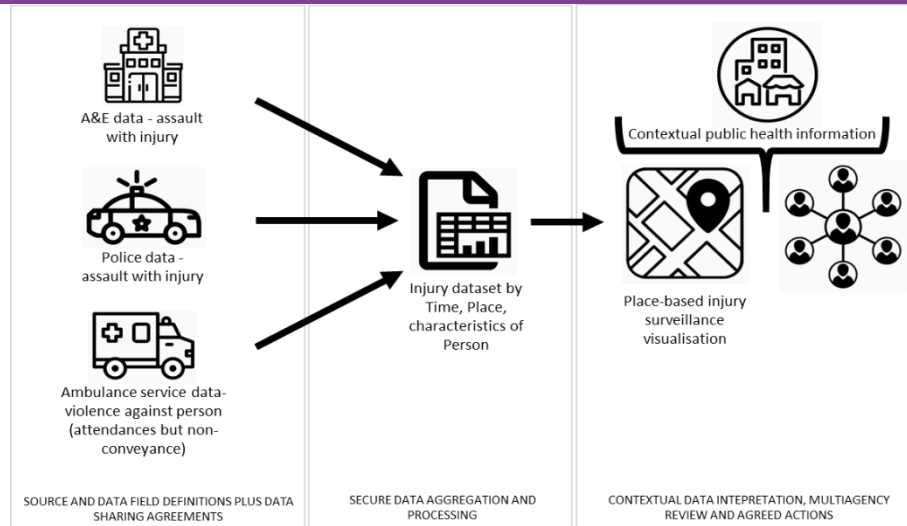 A&E data - assault
with injury
Police data -
assault with injury
Ambulance service data-
violence against person
(attendances but non-
conveyance)
SOURCE AND DATA FIELD DEFINITIONS PLUS DATA
SHARING AGREEMENTS
Injury dataset by
Time, Place,
characteristics of
Person
SECURE DATA AGGREGATION AND
PROCESSING
Contextual public health information
Place-based injury
surveillance
visualisation
CONTEXTUAL DATA INTEPRETATION, MULTIAGENCY
REVIEW AND AGREED ACTIONS